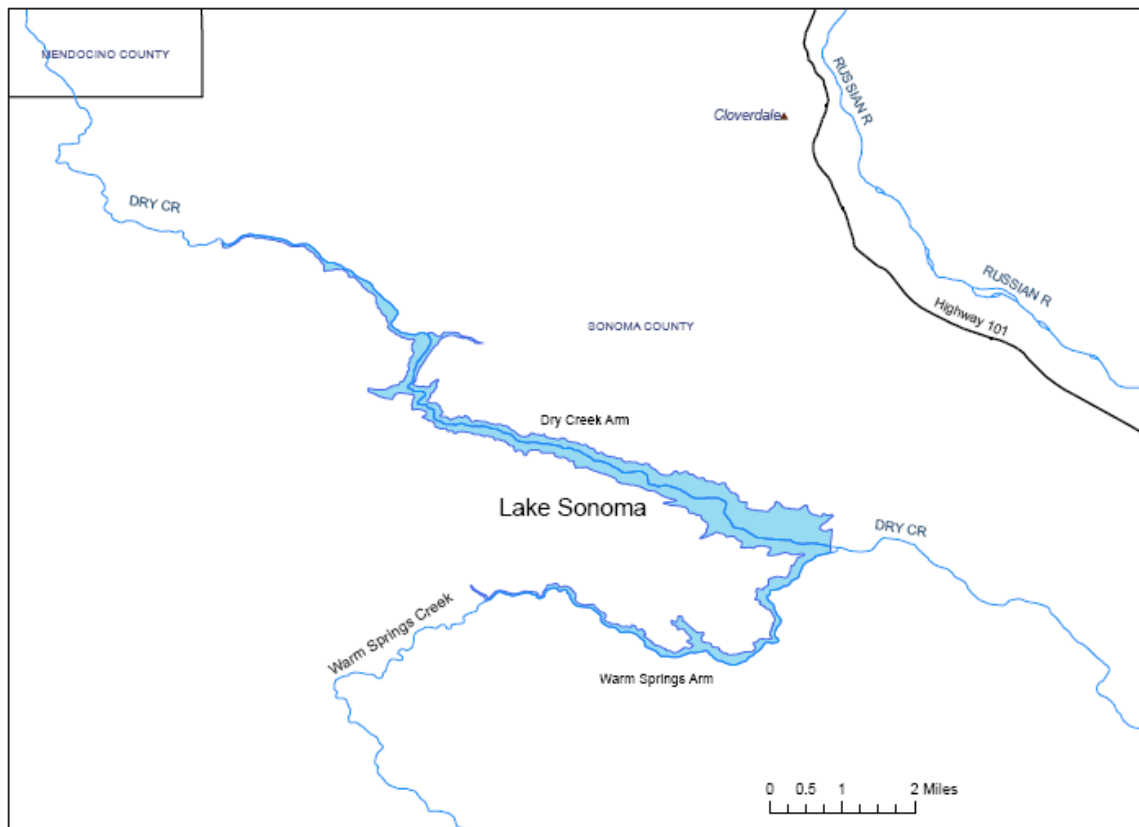 MENDOCINO COUNTY
RUSSIAN R
Cloverdale
DRY CR
RUSSIAN R
Highway 101
SONOMA COUNTY
Dry Creek Arm
Lake Sonoma
DRY CR
Warm Springs Creek
Warm Springs Arm
0 0.5 1 2 Miles